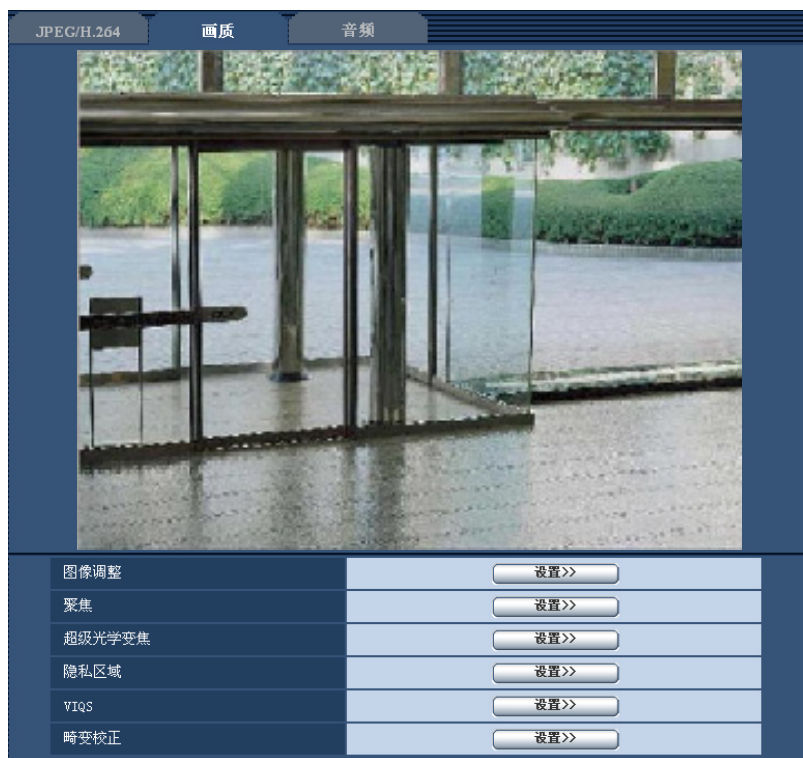 JPEG/H.264 画质 音频
图像调整 设置>>
聚焦 设置>>
超级光学变焦 设置>>
隐私区域 设置>>
VIQS 设置>>
畸变校正 设置>>